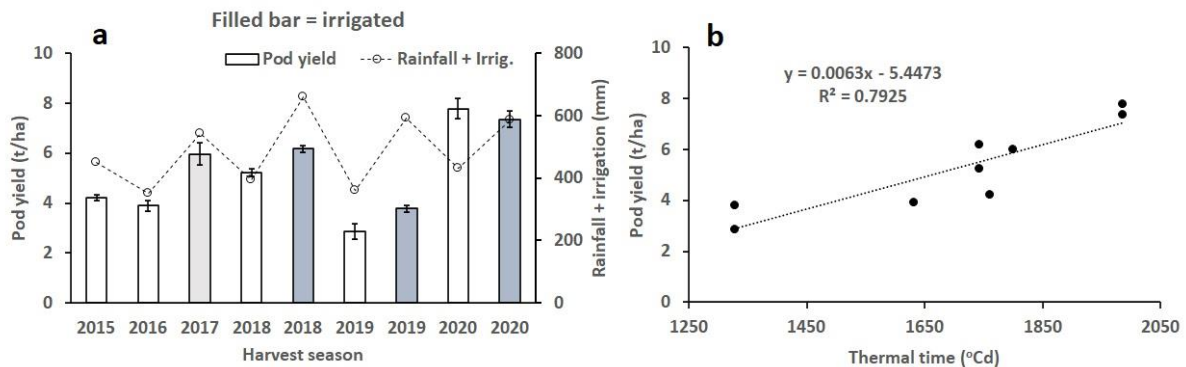 Filled bar = irrigated
a
Pod yield
Rainfall + Irrig.
Pod yield (t/ha)
10
8
6
4
2
0
800
600
400
200
0
Rainfall + irrigation (mm)
2015 2016 2017 2018 2018 2019 2019 2020 2020
Harvest season
b
y = 0.0063x - 5.4473
R² = 0.7925
Pod yield (t/ha)
10
8
6
4
2
0
1250 1450 1650 1850 2050
Thermal time (°Cd)